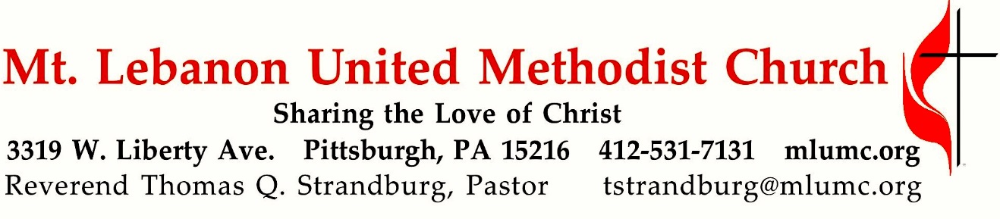 Mt. Lebanon United Methodist Church
Sharing the Love of Christ
3319 W. Liberty Ave. Pittsburgh, PA 15216 412-531-7131 mlumc.org
Reverend Thomas Q. Strandburg, Pastor tstrandburg@mlumc.org